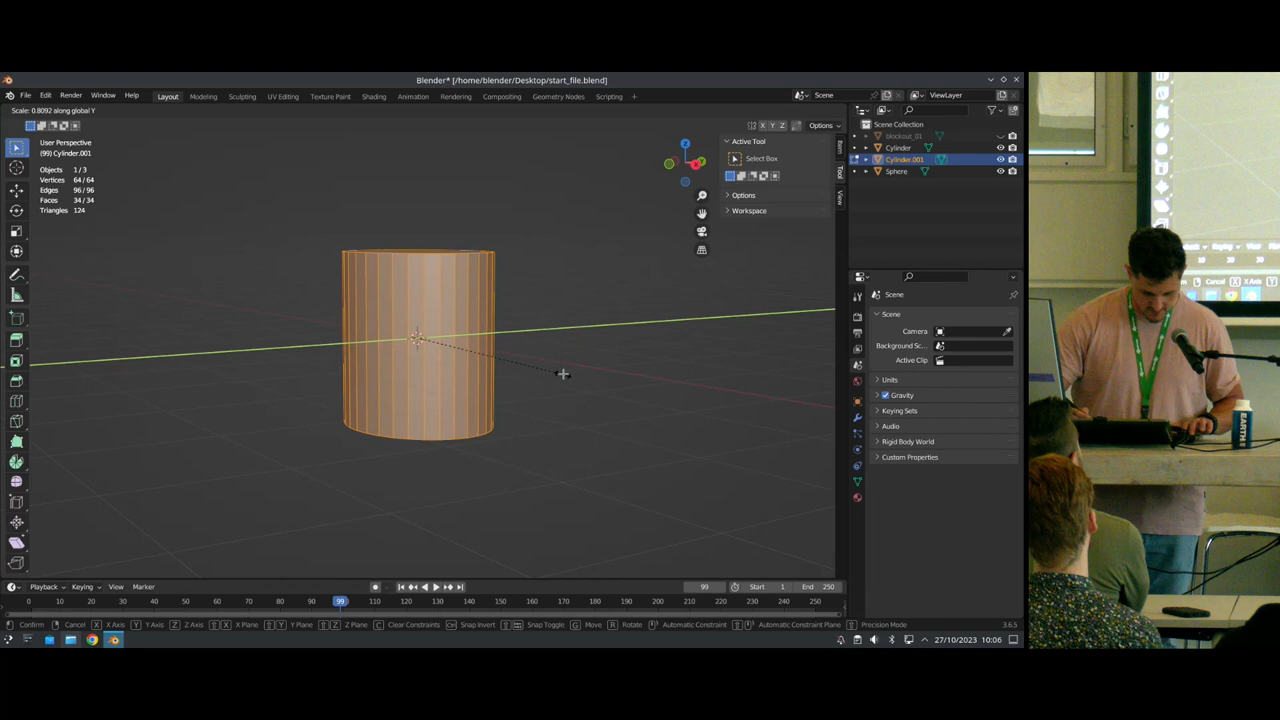 Blender* [/home/blender/Desktop/start_file.blend]
File Edit Render Window Help
Layout Modeling Sculpting UV Editing Texture Paint Shading Animation Rendering Compositing Geometry Nodes Scripting +
Scene
ViewLayer
Scale: 0.8092 along global Y
X Y Z
Options
User Perspective
(99) Cylinder.001
Objects 1/3
Vertices 64/64
Edges 96/96
Faces 34/34
Triangles 124
Z
X
Y
Active Tool
Select Box
Options
Workspace
Item
Tool
View
Scene Collection
blockout_01
Cylinder
Cylinder.001
Sphere
Scene
Scene
Camera
Background Sc...
Active Clip
Units
Gravity
Keying Sets
Audio
Rigid Body World
Custom Properties
Playback Keying View Marker
99 Start 1 End 250
0 10 20 30 40 50 60 70 80 90 99 110 120 130 140 150 160 170 180 190 200 210 220 230 240 250
Confirm Cancel X X Axis Y Y Axis Z Z Axis X X Plane Y Y Plane Z Z Plane C Clear Constraints Ctrl Snap Invert Snap Toggle G Move R Rotate Automatic Constraint Automatic Constraint Plane Precision Mode
3.6.5
27/10/2023 10:06
EARTH